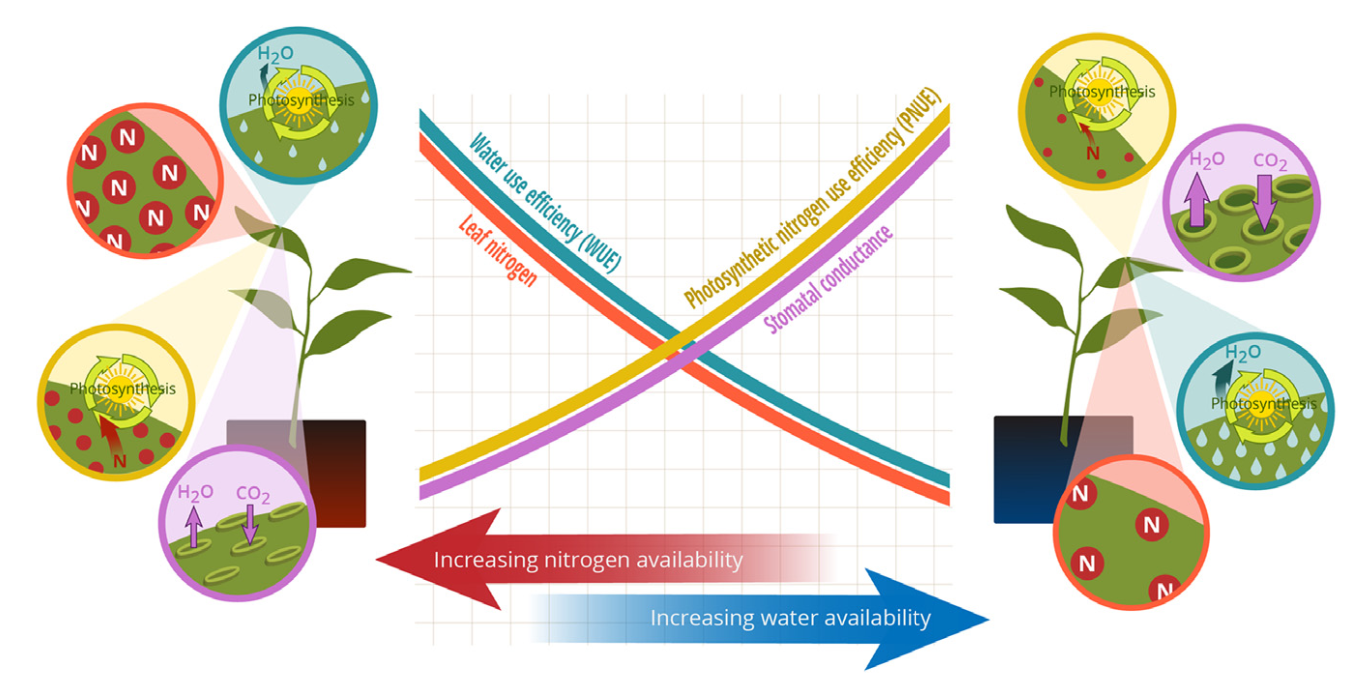 H2O
Photosynthesis
N
N
N
N
N
N
N
N
Photosynthesis
N
H2O CO2
Water use efficiency (WUE)
Leaf nitrogen
Photosynthetic nitrogen use efficiency (PNUE)
Stomatal conductance
Increasing nitrogen availability
Increasing water availability
Photosynthesis
N
H2O CO2
H2O
Photosynthesis
N
N
N
N